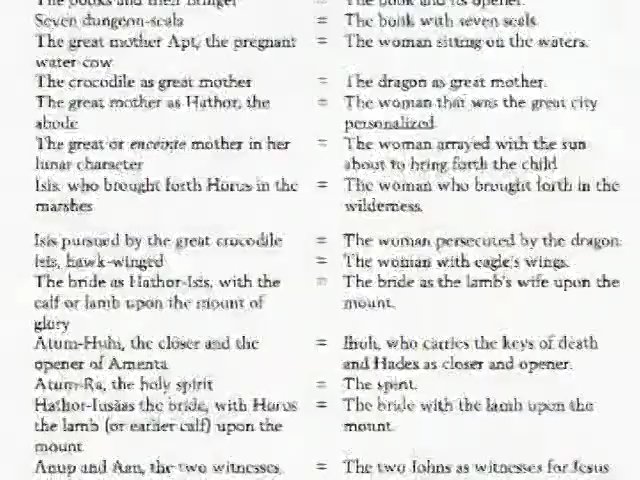 The books and their bringer = The book and its opener.
Seven dungeon-seals = The book with seven seals.
The great mother Apt, the pregnant = The woman sitting on the waters.
water-cow
The crocodile as great mother = The dragon as great mother.
The great mother as Hathor, the = The woman that was the great city
abode personalized.
The great or enceinte mother in her = The woman arrayed with the sun
lunar character about to bring forth the child.
Isis, who brought forth Horus in the = The woman who brought forth in the
marshes wilderness.
Isis pursued by the great crocodile = The woman persecuted by the dragon.
Isis, hawk-winged = The woman with eagle's wings.
The bride as Hathor-Isis, with the = The bride as the lamb's wife upon the
calf or lamb upon the mount of mount.
glory
Atum-Huhi, the closer and the = Ihuh, who carries the keys of death
opener of Amenta and Hades as closer and opener.
Atum-Ra, the holy spirit = The spirit.
Hathor-Iusāas the bride, with Horus = The bride with the lamb upon the
the lamb (or earlier calf) upon the mount.
mount
Anup and Aan, the two witnesses = The two Johns as witnesses for Jesus